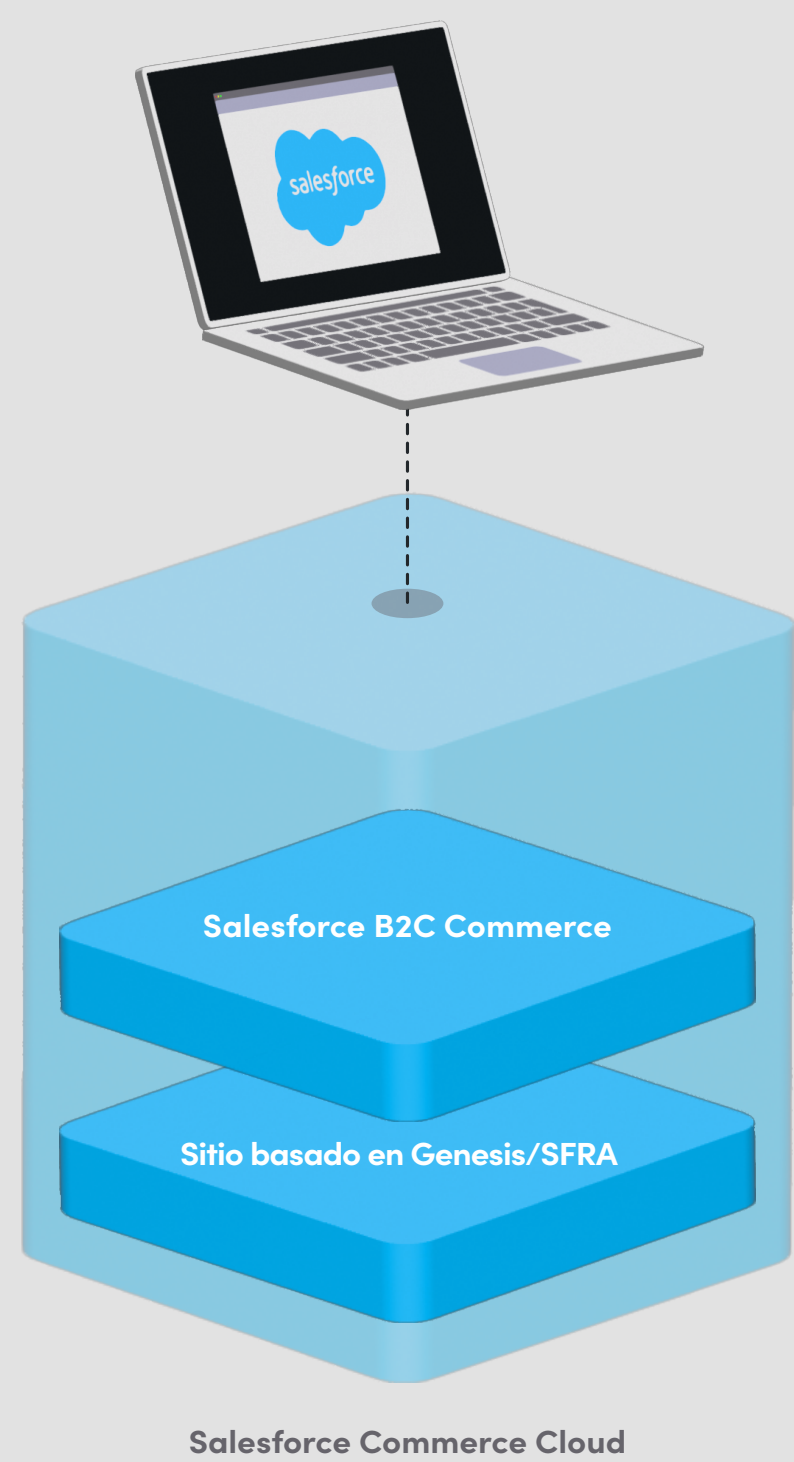 salesforce
Salesforce B2C Commerce
Sitio basado en Genesis/SFRA
Salesforce Commerce Cloud